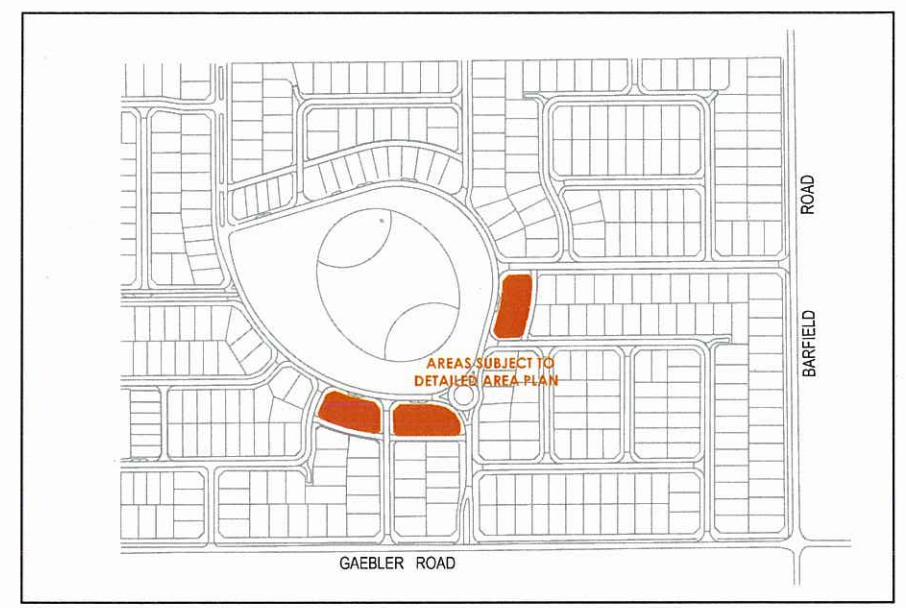 ROAD
BARFIELD
AREAS SUBJECT TO
DETAILED AREA PLAN
GAEBLER ROAD